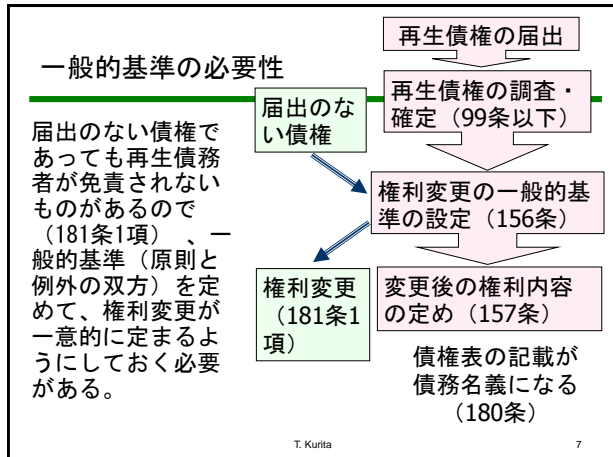 一般的基準の必要性
届出のない債権で
あっても再生債務
者が免責されない
ものがあるので
（181条1項） 、一
般的基準（原則と
例外の双方）を定
めて、権利変更が
一意的に定まるよ
うにしておく必要
がある。
再生債権の届出
再生債権の調査・
確定（99条以下）
届出のな
い債権
権利変更の一般的基
準の設定（156条）
権利変更
（181条1
項）
変更後の権利内容
の定め（157条）
債権表の記載が
債務名義になる
（180条）
T. Kurita
7